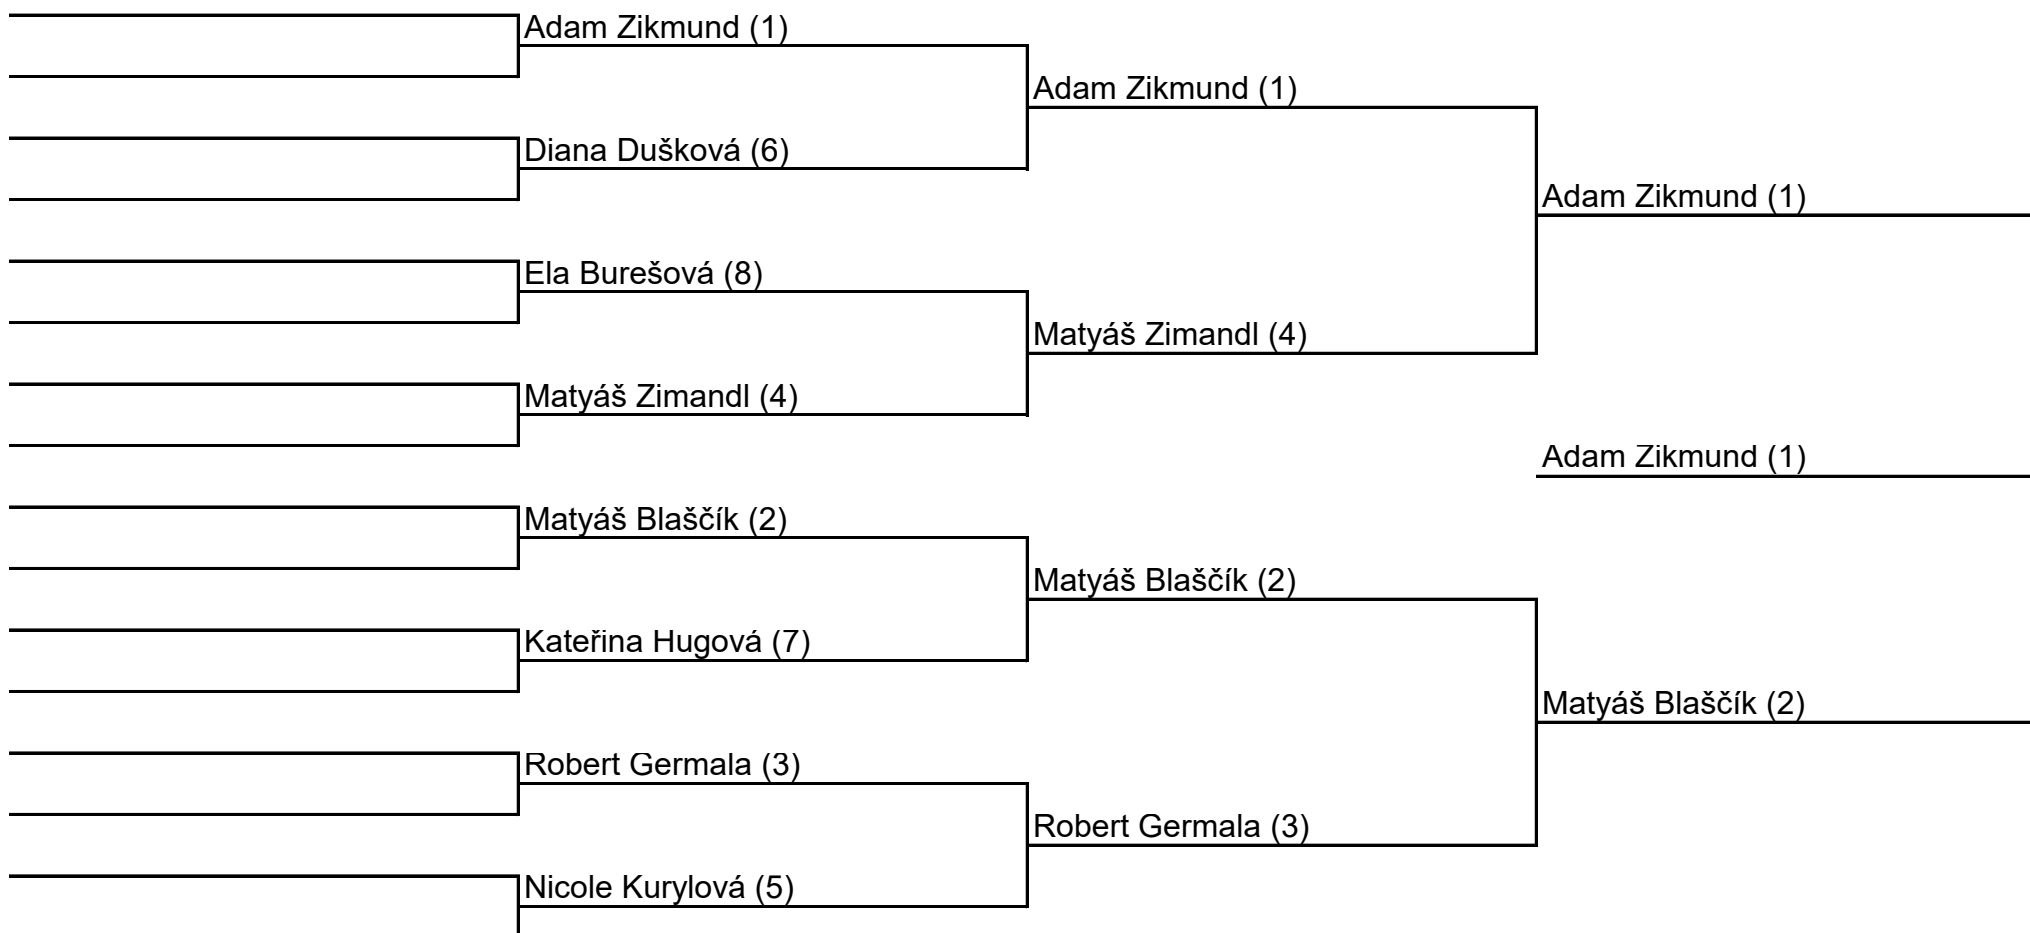 Adam Zikmund (1)
Adam Zikmund (1)
Diana Dušková (6)
Adam Zikmund (1)
Ela Burešová (8)
Matyáš Zimandl (4)
Matyáš Zimandl (4)
Adam Zikmund (1)
Matyáš Blaščík (2)
Matyáš Blaščík (2)
Kateřina Hugová (7)
Matyáš Blaščík (2)
Robert Germala (3)
Robert Germala (3)
Nicole Kurylová (5)